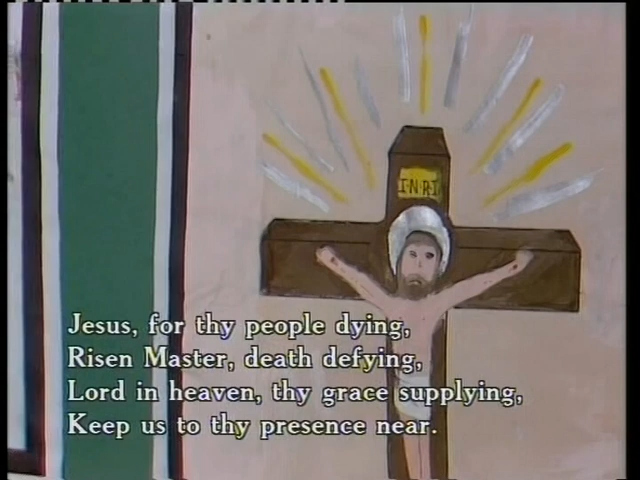 I·N·R·I
Jesus, for thy people dying,
Risen Master, death defying,
Lord in heaven, thy grace supplying,
Keep us to thy presence near.